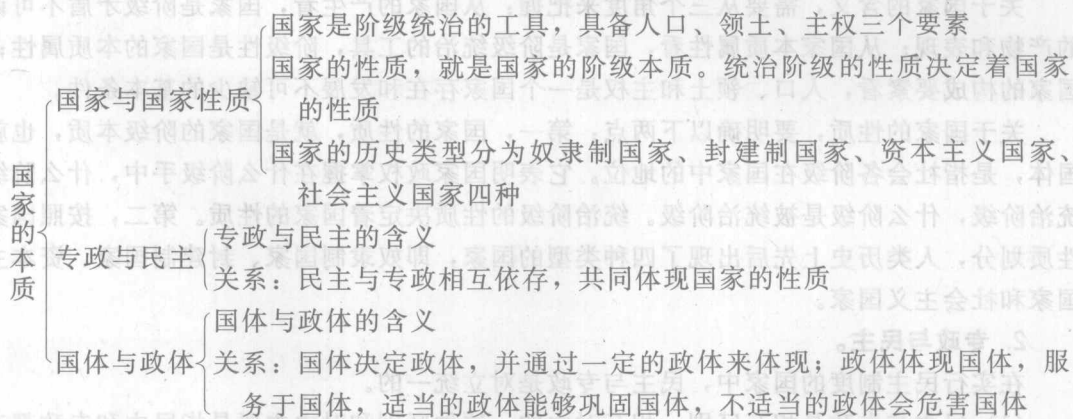 国家是阶级统治的工具，具备人口、领土、主权三个要素
国家的性质，就是国家的阶级本质。统治阶级的性质决定着国家
国家与国家性质
的性质
国家的历史类型分为奴隶制国家、封建制国家、资本主义国家、
社会主义国家四种
国家的本质
专政与民主的含义
专政与民主
关系：民主与专政相互依存，共同体现国家的性质
国体与政体的含义
国体与政体
关系：国体决定政体，并通过一定的政体来体现；政体体现国体，服
务于国体，适当的政体能够巩固国体，不适当的政体会危害国体